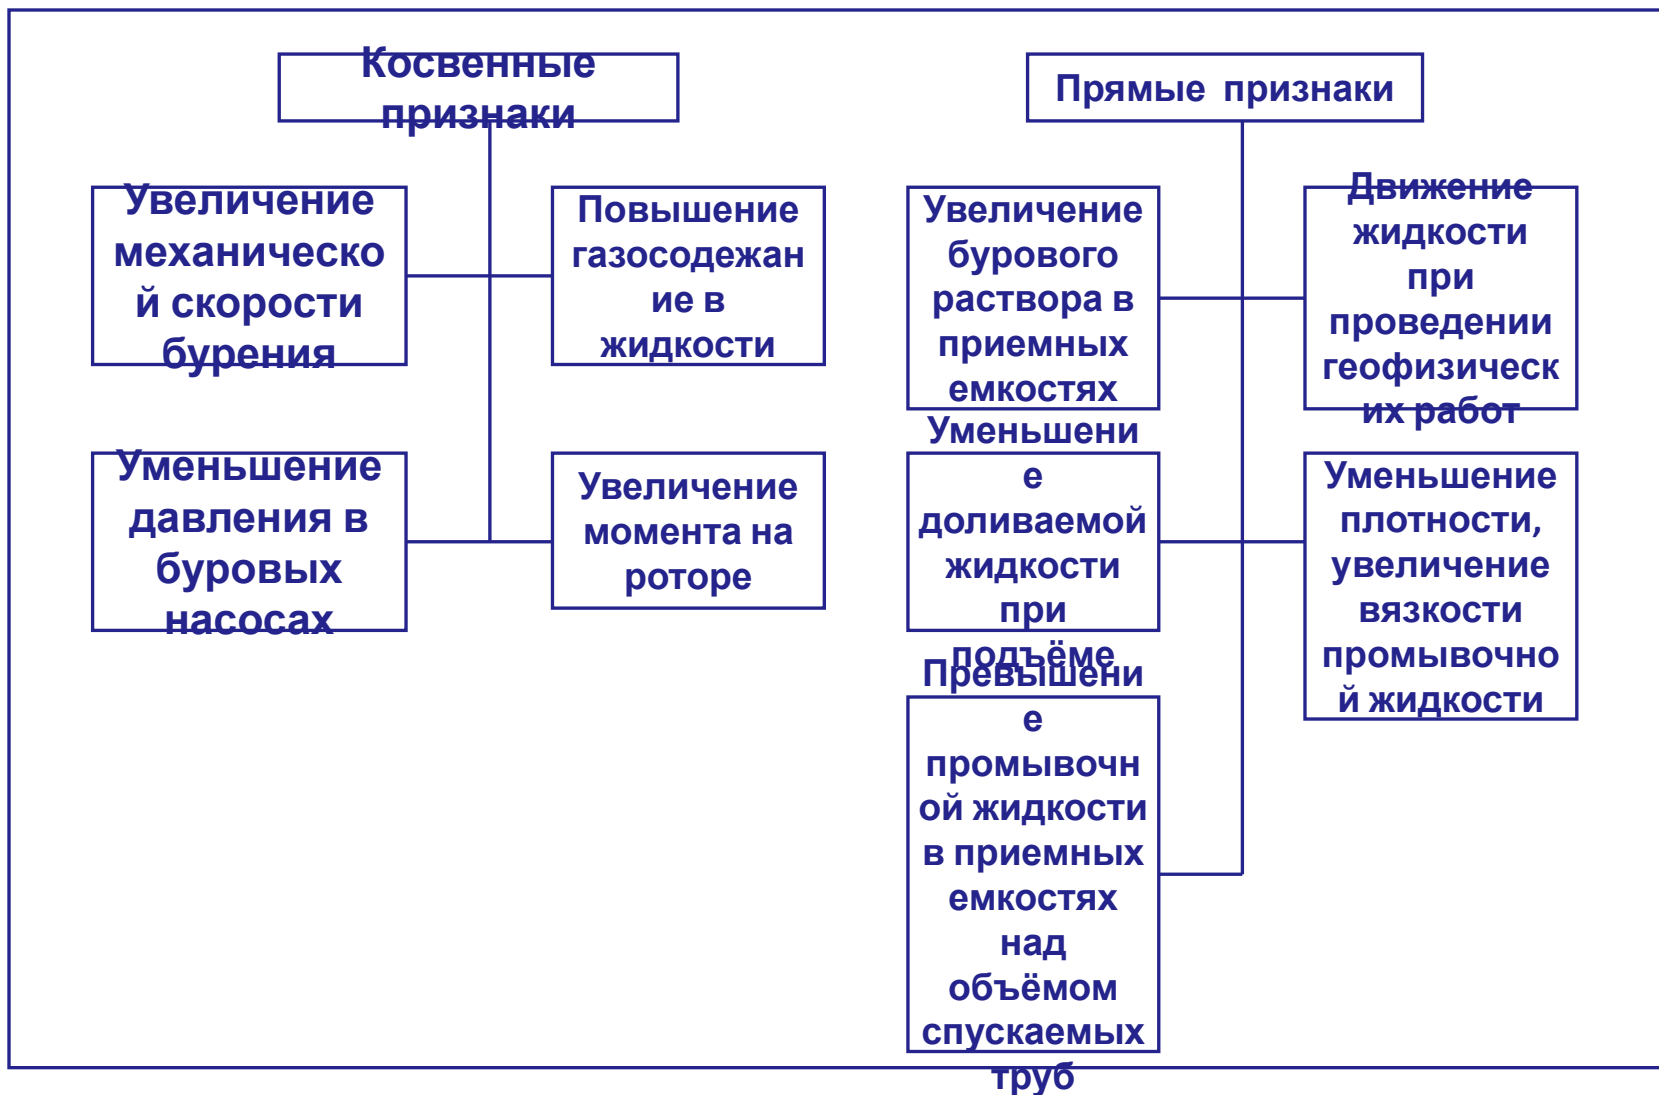 Косвенные
признаки
Прямые признаки
Увеличение
механическо
й скорости
бурения
Повышение
газосодежан
ие в
жидкости
Увеличение
бурового
раствора в
приемных
емкостях
Движение
жидкости
при
проведении
геофизическ
их работ
Уменьшение
давления в
буровых
насосах
Увеличение
момента на
роторе
Уменьшени
е
доливаемой
жидкости
при
подъёме
Уменьшение
плотности,
увеличение
вязкости
промывочно
й жидкости
Превышени
е
промывочн
ой жидкости
в приемных
емкостях
над
объёмом
спускаемых
труб